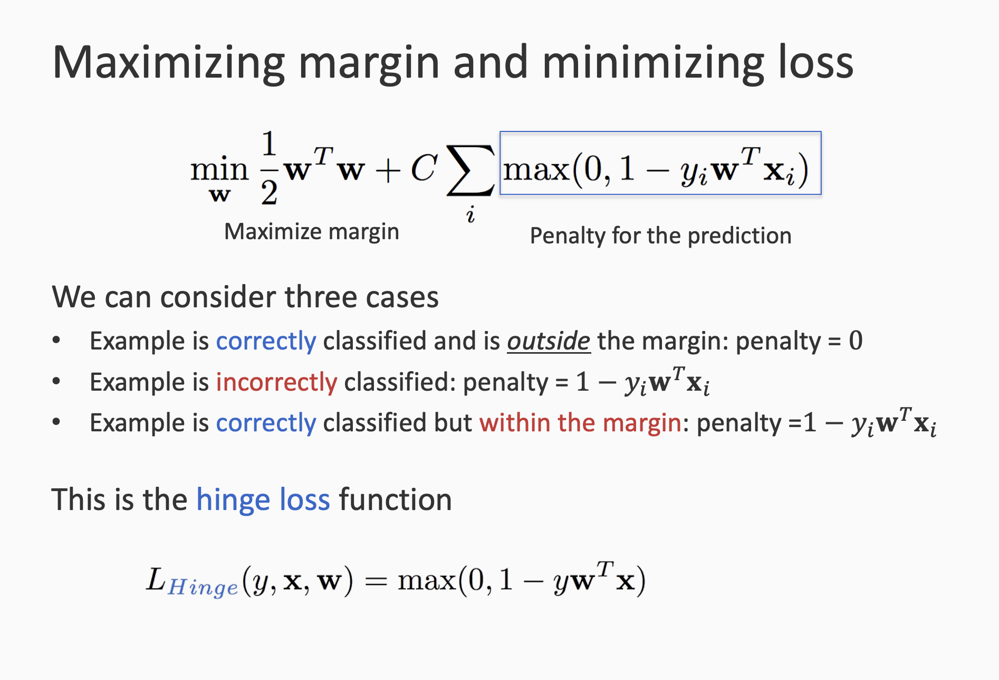 Maximizing margin and minimizing loss
$\min_{\mathbf{w}} \frac{1}{2}\mathbf{w}^T\mathbf{w} + C\sum_i \max(0, 1 - y_i\mathbf{w}^T\mathbf{x}_i)$
Maximize margin Penalty for the prediction
We can consider three cases
• Example is correctly classified and is outside the margin: penalty = 0
• Example is incorrectly classified: penalty = $1 - y_i\mathbf{w}^T\mathbf{x}_i$
• Example is correctly classified but within the margin: penalty =$1 - y_i\mathbf{w}^T\mathbf{x}_i$
This is the hinge loss function
$L_{Hinge}(y, \mathbf{x}, \mathbf{w}) = \max(0, 1 - y\mathbf{w}^T\mathbf{x})$